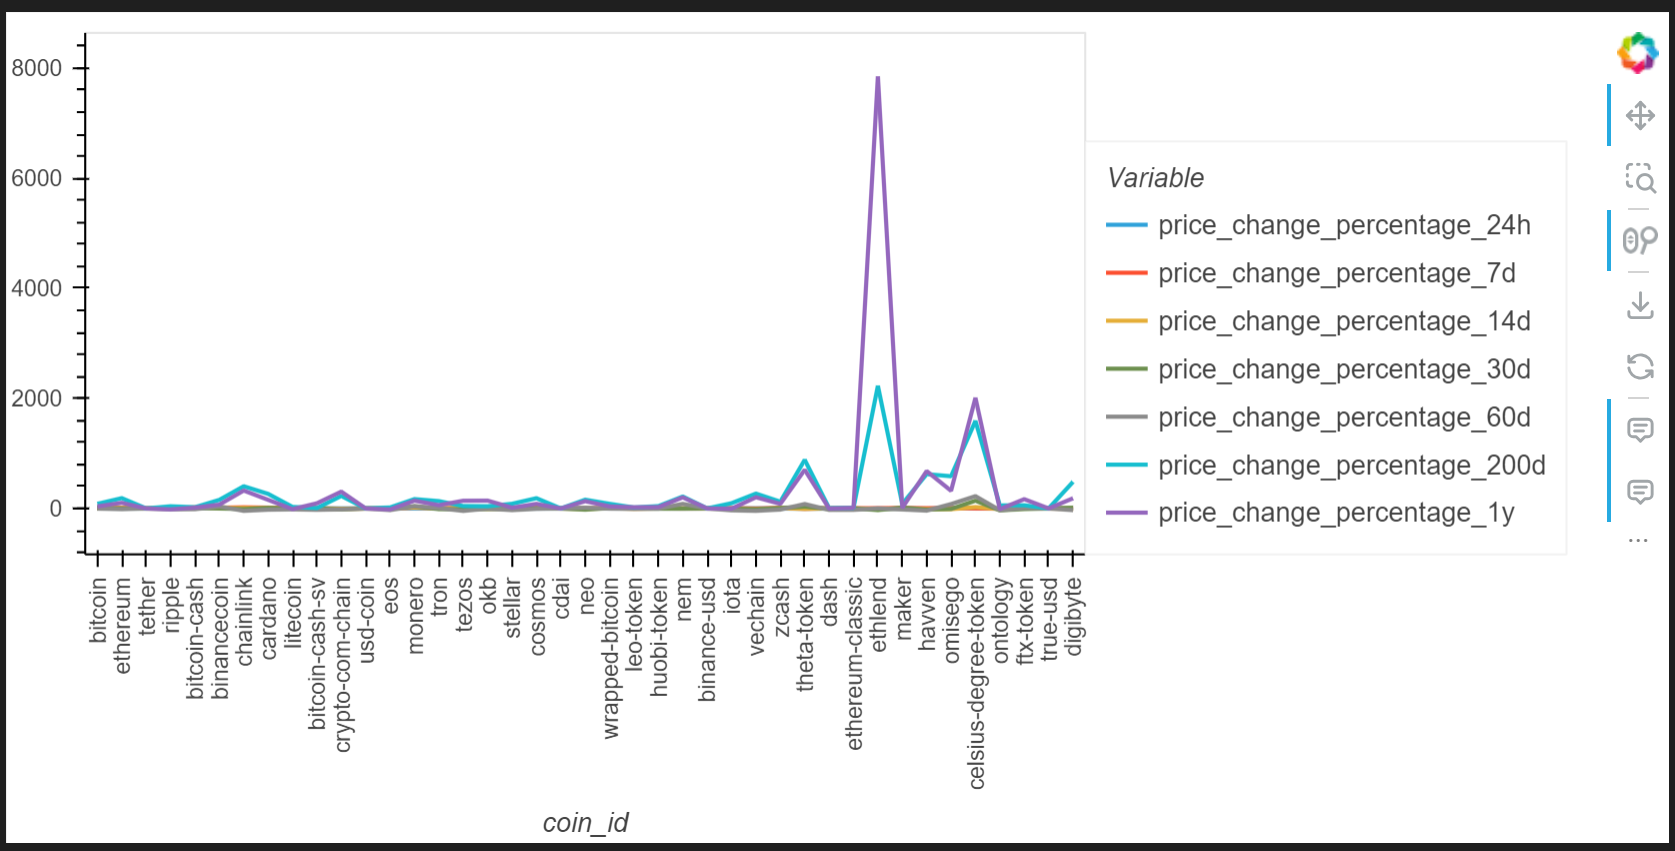 8000
6000
4000
2000
0
Variable
price_change_percentage_24h
price_change_percentage_7d
price_change_percentage_14d
price_change_percentage_30d
price_change_percentage_60d
price_change_percentage_200d
price_change_percentage_1y
bitcoin
ethereum
tether
ripple
bitcoin-cash
binancecoin
chainlink
cardano
litecoin
bitcoin-cash-sv
crypto-com-chain
usd-coin
eos
monero
tron
tezos
okb
stellar
cosmos
cdai
neo
wrapped-bitcoin
leo-token
huobi-token
nem
binance-usd
iota
vechain
zcash
theta-token
dash
ethereum-classic
ethlend
maker
havven
omisego
celsius-degree-token
ontology
ftx-token
true-usd
digibyte
coin_id